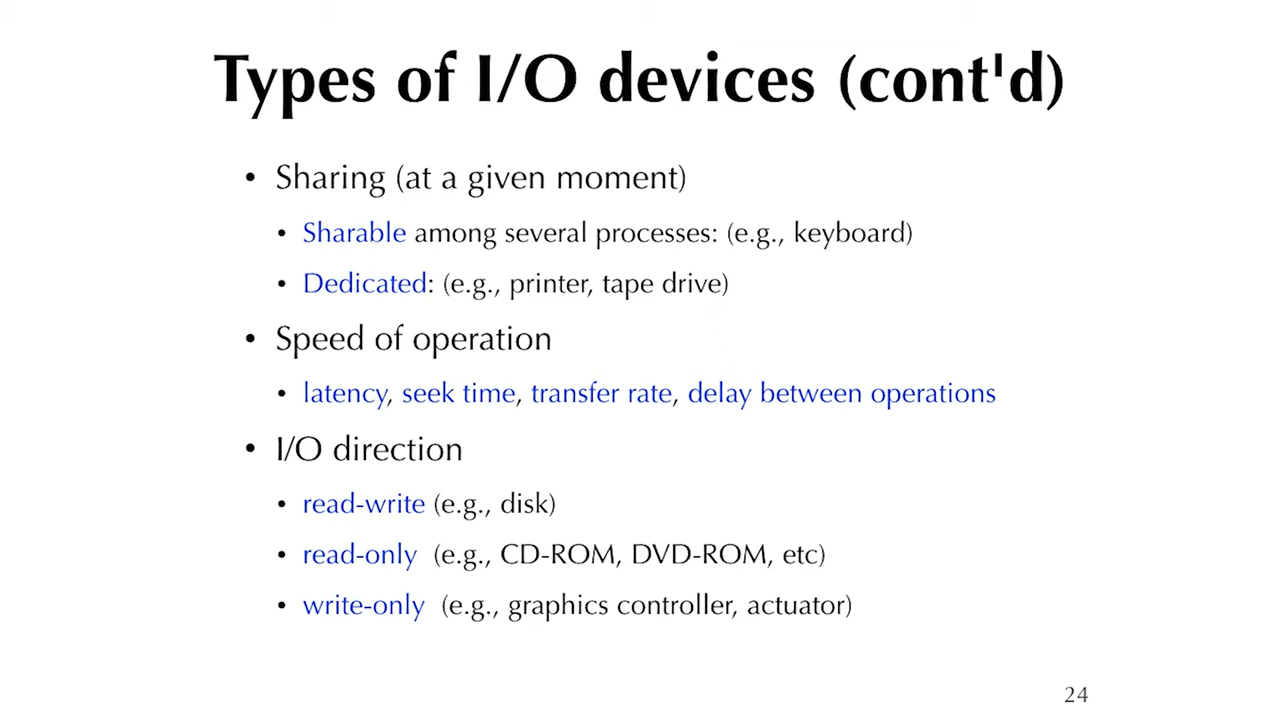 Types of I/O devices (cont'd)
• Sharing (at a given moment)
• Sharable among several processes: (e.g., keyboard)
• Dedicated: (e.g., printer, tape drive)
• Speed of operation
• latency, seek time, transfer rate, delay between operations
• I/O direction
• read-write (e.g., disk)
• read-only (e.g., CD-ROM, DVD-ROM, etc)
• write-only (e.g., graphics controller, actuator)
24